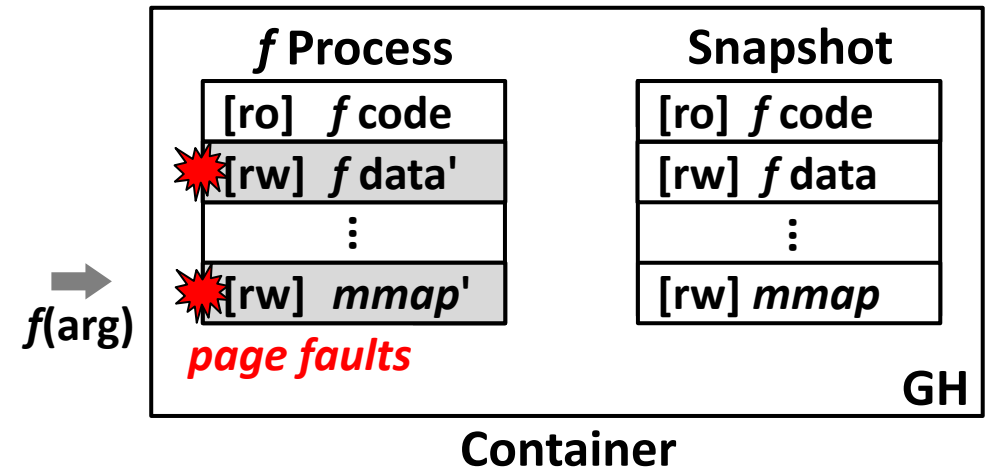 f Process
[ro] f code
[rw] f data'
⋮
[rw] mmap'
page faults
f(arg)
Snapshot
[ro] f code
[rw] f data
⋮
[rw] mmap
GH
Container